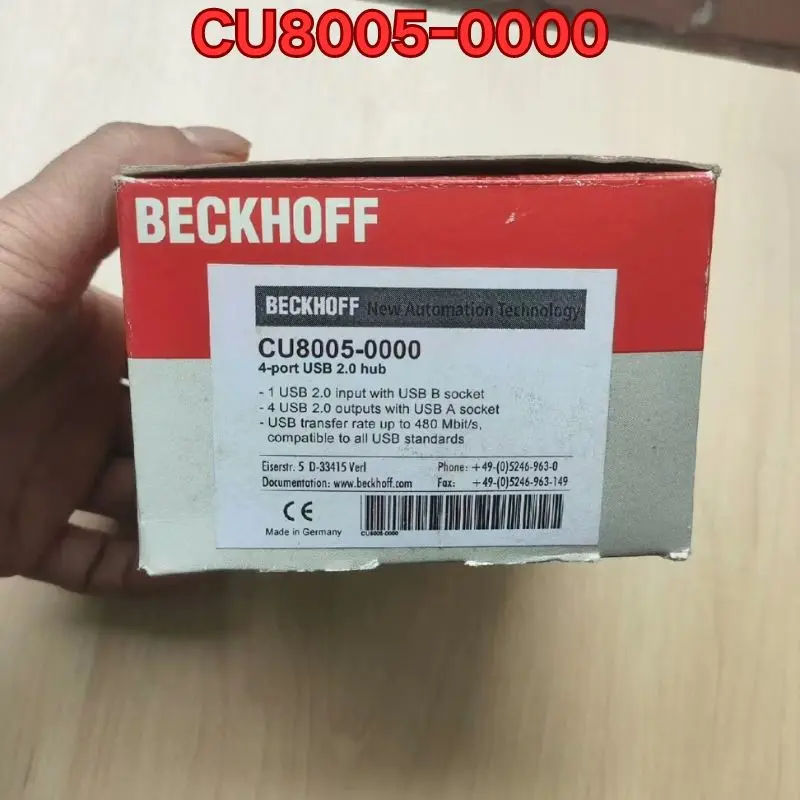 CU8005-0000
BECKHOFF
BECKHOFF New Automation Technology
CU8005-0000
4-port USB 2.0 hub
- 1 USB 2.0 input with USB B socket
- 4 USB 2.0 outputs with USB A socket
- USB transfer rate up to 480 Mbit/s,
compatible to all USB standards
Eiserstr. 5 D-33415 Verl Phone: +49-(0)5246-963-0
Documentation: www.beckhoff.com Fax: +49-(0)5246-963-149
CE
Made in Germany CU8005-0000